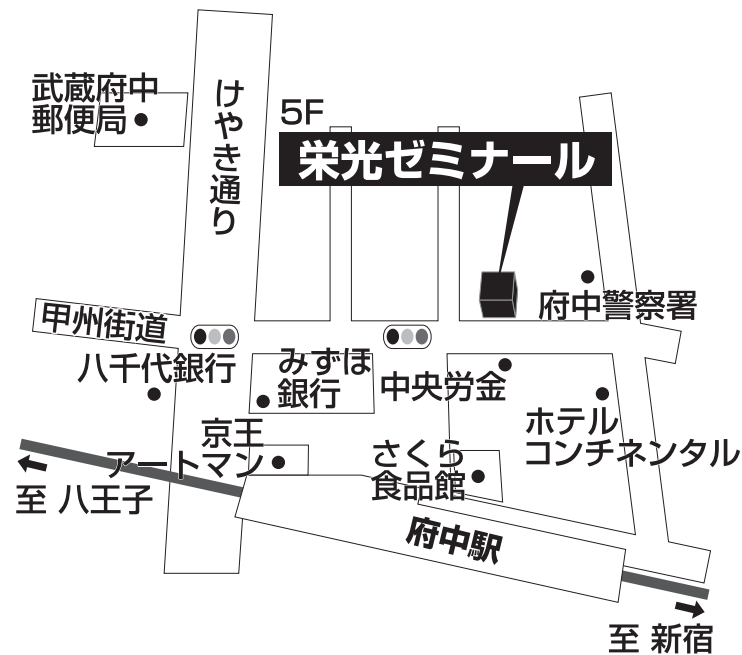 武蔵府中
郵便局
けやき通り
5F
栄光ゼミナール
府中警察署
甲州街道
八千代銀行
みずほ
銀行
中央労金
ホテル
コンチネンタル
京王
アートマン
さくら
食品館
至 八王子
府中駅
至 新宿